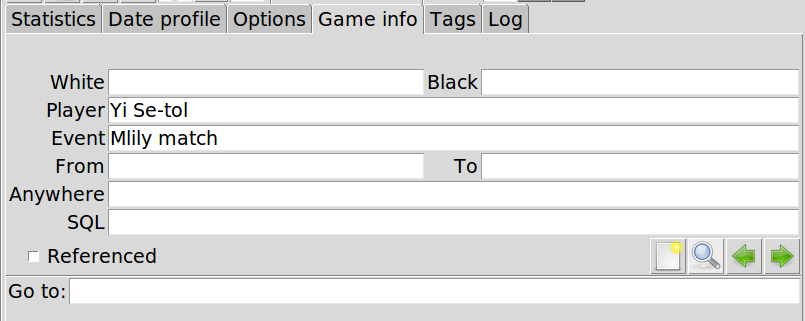 Statistics Date profile Options Game info Tags Log
White Black
Player Yi Se-tol
Event Mlily match
From To
Anywhere
SQL
Referenced
Go to: